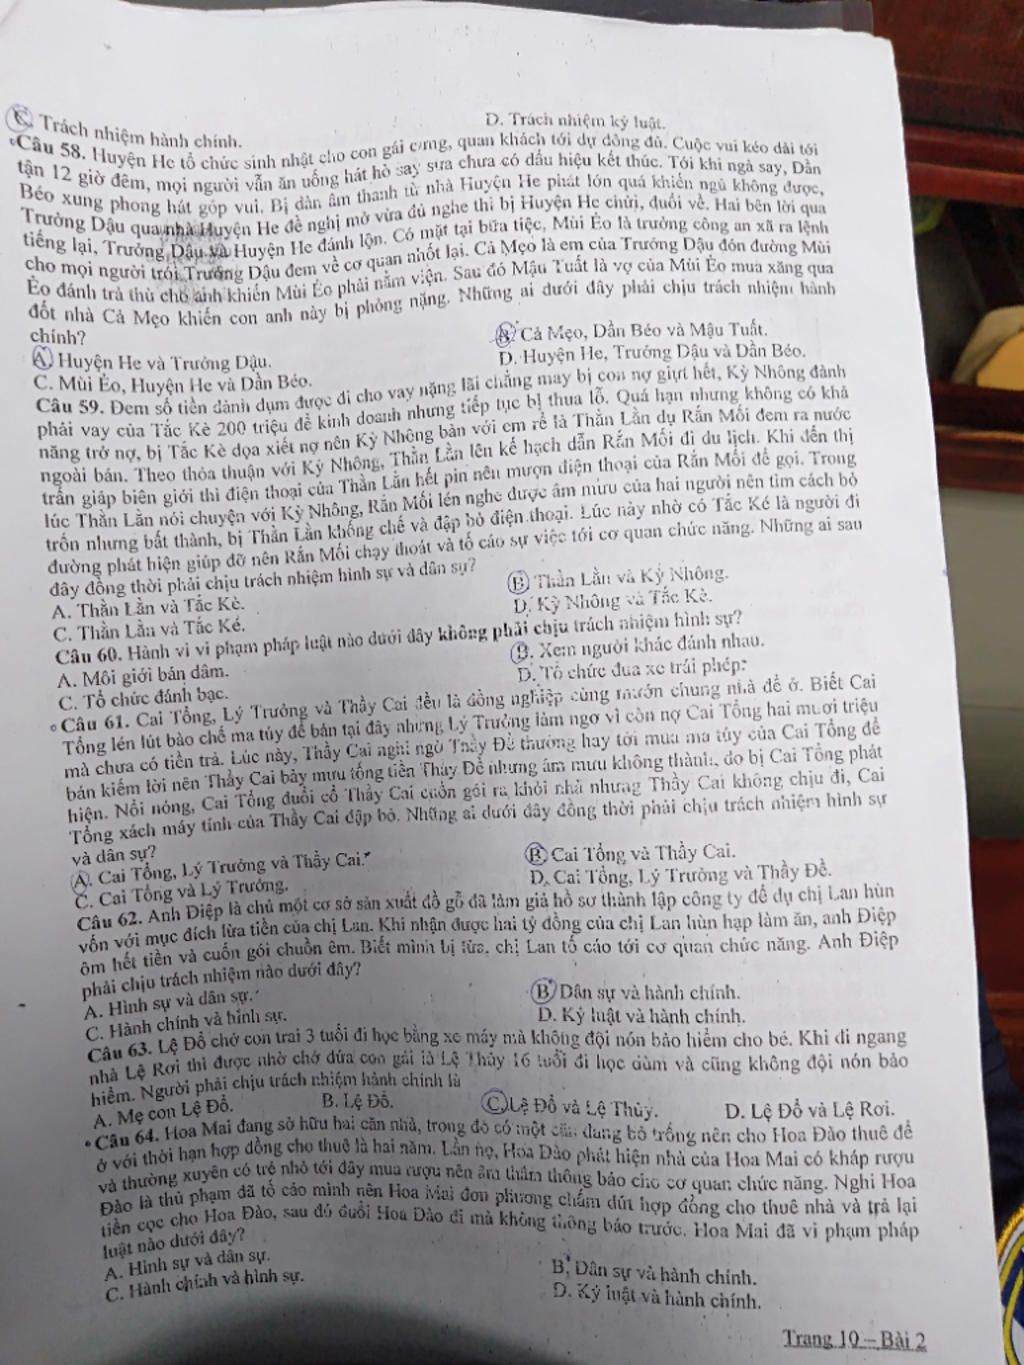 C. Trách nhiệm hành chính. D. Trách nhiệm kỷ luật.
Câu 58. Huyện He tổ chức sinh nhật cho con gái cưng, quan khách tới dự đông đủ. Cuộc vui kéo dài tới
tận 12 giờ đêm, mọi người vẫn ăn uống hát hò say sưa chưa có dấu hiệu kết thúc. Tới khi ngà say, Dần
Béo xung phong hát góp vui. Bị dàn âm thanh từ nhà Huyện He phát lớn quá khiến ngủ không được,
Trưởng Dậu qua nhà Huyện He đề nghị mở vừa đủ nghe thì bị Huyện He chửi, đuổi về. Hai bên lời qua
tiếng lại, Trưởng Dậu và Huyện He đánh lộn. Có mặt tại bữa tiệc, Mùi Ẻo là trưởng công an xã ra lệnh
cho mọi người trói Trưởng Dậu đem về cơ quan nhốt lại. Cả Mẹo là em của Trưởng Dậu đón đường Mùi
Ẻo đánh trả thù cho anh khiến Mùi Ẻo phải nằm viện. Sau đó Mậu Tuất là vợ của Mùi Ẻo mua xăng qua
đốt nhà Cả Mẹo khiến con anh này bị phỏng nặng. Những ai dưới đây phải chịu trách nhiệm hành
chính?
A. Huyện He và Trưởng Dậu. B. Cả Mẹo, Dần Béo và Mậu Tuất.
C. Mùi Ẻo, Huyện He và Dần Béo. D. Huyện He, Trưởng Dậu và Dần Béo.
Câu 59. Đem số tiền dành dụm được đi cho vay nặng lãi chẳng may bị con nợ giựt hết, Kỳ Nhông đành
phải vay của Tắc Kè 200 triệu để kinh doanh nhưng tiếp tục bị thua lỗ. Quá hạn nhưng không có khả
năng trở nợ, bị Tắc Kè dọa xiết nợ nên Kỳ Nhông bàn với em rể là Thằn Lằn dụ Rắn Mối đem ra nước
ngoài bán. Theo thỏa thuận với Kỳ Nhông, Thằn Lằn lên kế hạch dẫn Rắn Mối đi du lịch. Khi đến thị
trấn giáp biên giới thì điện thoại của Thằn Lằn hết pin nên mượn điện thoại của Rắn Mối để gọi. Trong
lúc Thằn Lằn nói chuyện với Kỳ Nhông, Rắn Mối lén nghe được âm mưu của hai người nên tìm cách bỏ
trốn nhưng bất thành, bị Thằn Lằn khống chế và đập bỏ điện thoại. Lúc này nhờ có Tắc Ké là người đi
đường phát hiện giúp đỡ nên Rắn Mối chạy thoát và tố cáo sự việc tới cơ quan chức năng. Những ai sau
đây đồng thời phải chịu trách nhiệm hình sự và dân sự?
A. Thằn Lằn và Tắc Kè. B. Thằn Lằn và Kỳ Nhông.
C. Thằn Lằn và Tắc Ké. D. Kỳ Nhông và Tắc Kè.
Câu 60. Hành vi vi phạm pháp luật nào dưới đây không phải chịu trách nhiệm hình sự?
A. Môi giới bán dâm. B. Xem người khác đánh nhau.
C. Tổ chức đánh bạc. D. Tổ chức đua xe trái phép.
Câu 61. Cai Tổng, Lý Trưởng và Thầy Cai đều là đồng nghiệp cùng mướn chung nhà để ở. Biết Cai
Tổng lén lút bào chế ma túy để bán tại đây nhưng Lý Trưởng làm ngơ vì còn nợ Cai Tổng hai mươi triệu
mà chưa có tiền trả. Lúc này, Thầy Cai nghi ngờ Thầy Đề thường hay tới mua ma túy của Cai Tổng để
bán kiếm lời nên Thầy Cai bày mưu tống tiền Thầy Đề nhưng âm mưu không thành, do bị Cai Tổng phát
hiện. Nổi nóng, Cai Tổng đuổi cổ Thầy Cai cuốn gói ra khỏi nhà nhưng Thầy Cai không chịu đi, Cai
Tổng xách máy tính của Thầy Cai đập bỏ. Những ai dưới đây đồng thời phải chịu trách nhiệm hình sự
và dân sự?
A. Cai Tổng, Lý Trưởng và Thầy Cai. B. Cai Tổng và Thầy Cai.
C. Cai Tổng và Lý Trưởng. D. Cai Tổng, Lý Trưởng và Thầy Đề.
Câu 62. Anh Điệp là chủ một cơ sở sản xuất đồ gỗ đã làm giả hồ sơ thành lập công ty để dụ chị Lan hùn
vốn với mục đích lừa tiền của chị Lan. Khi nhận được hai tỷ đồng của chị Lan hùn hạp làm ăn, anh Điệp
ôm hết tiền và cuốn gói chuồn êm. Biết mình bị lừa, chị Lan tố cáo tới cơ quan chức năng. Anh Điệp
phải chịu trách nhiệm nào dưới đây?
A. Hình sự và dân sự. B. Dân sự và hành chính.
C. Hành chính và hình sự. D. Kỷ luật và hành chính.
Câu 63. Lệ Đổ chở con trai 3 tuổi đi học bằng xe máy mà không đội nón bảo hiểm cho bé. Khi đi ngang
nhà Lệ Rơi thì được nhờ chở đứa con gái là Lệ Thủy 16 tuổi đi học dùm và cũng không đội nón bảo
hiểm. Người phải chịu trách nhiệm hành chính là
A. Mẹ con Lệ Đổ. B. Lệ Đổ. C. Lệ Đổ và Lệ Thủy. D. Lệ Đổ và Lệ Rơi.
Câu 64. Hoa Mai đang sở hữu hai căn nhà, trong đó có một căn đang bỏ trống nên cho Hoa Đào thuê để
ở với thời hạn hợp đồng cho thuê là hai năm. Lần nọ, Hoa Đào phát hiện nhà của Hoa Mai có kháp rượu
và thường xuyên có trẻ nhỏ tới đây mua rượu nên âm thầm thông báo cho cơ quan chức năng. Nghi Hoa
Đào là thủ phạm đã tố cáo mình nên Hoa Mai đơn phương chấm dứt hợp đồng cho thuê nhà và trả lại
tiền cọc cho Hoa Đào, sau đó đuổi Hoa Đào đi mà không thông báo trước. Hoa Mai đã vi phạm pháp
luật nào dưới đây?
A. Hình sự và dân sự. B. Dân sự và hành chính.
C. Hành chính và hình sự. D. Kỷ luật và hành chính.
Trang 10 – Bài 2